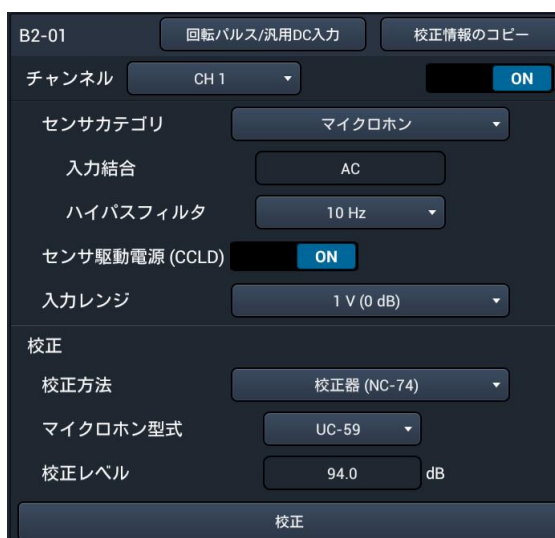 B2-01 回転パルス/汎用DC入力 校正情報のコピー
チャンネル CH 1 ON
センサカテゴリ マイクロホン
入力結合 AC
ハイパスフィルタ 10 Hz
センサ駆動電源 (CCLD) ON
入力レンジ 1 V (0 dB)
校正
校正方法 校正器 (NC-74)
マイクロホン型式 UC-59
校正レベル 94.0 dB
校正